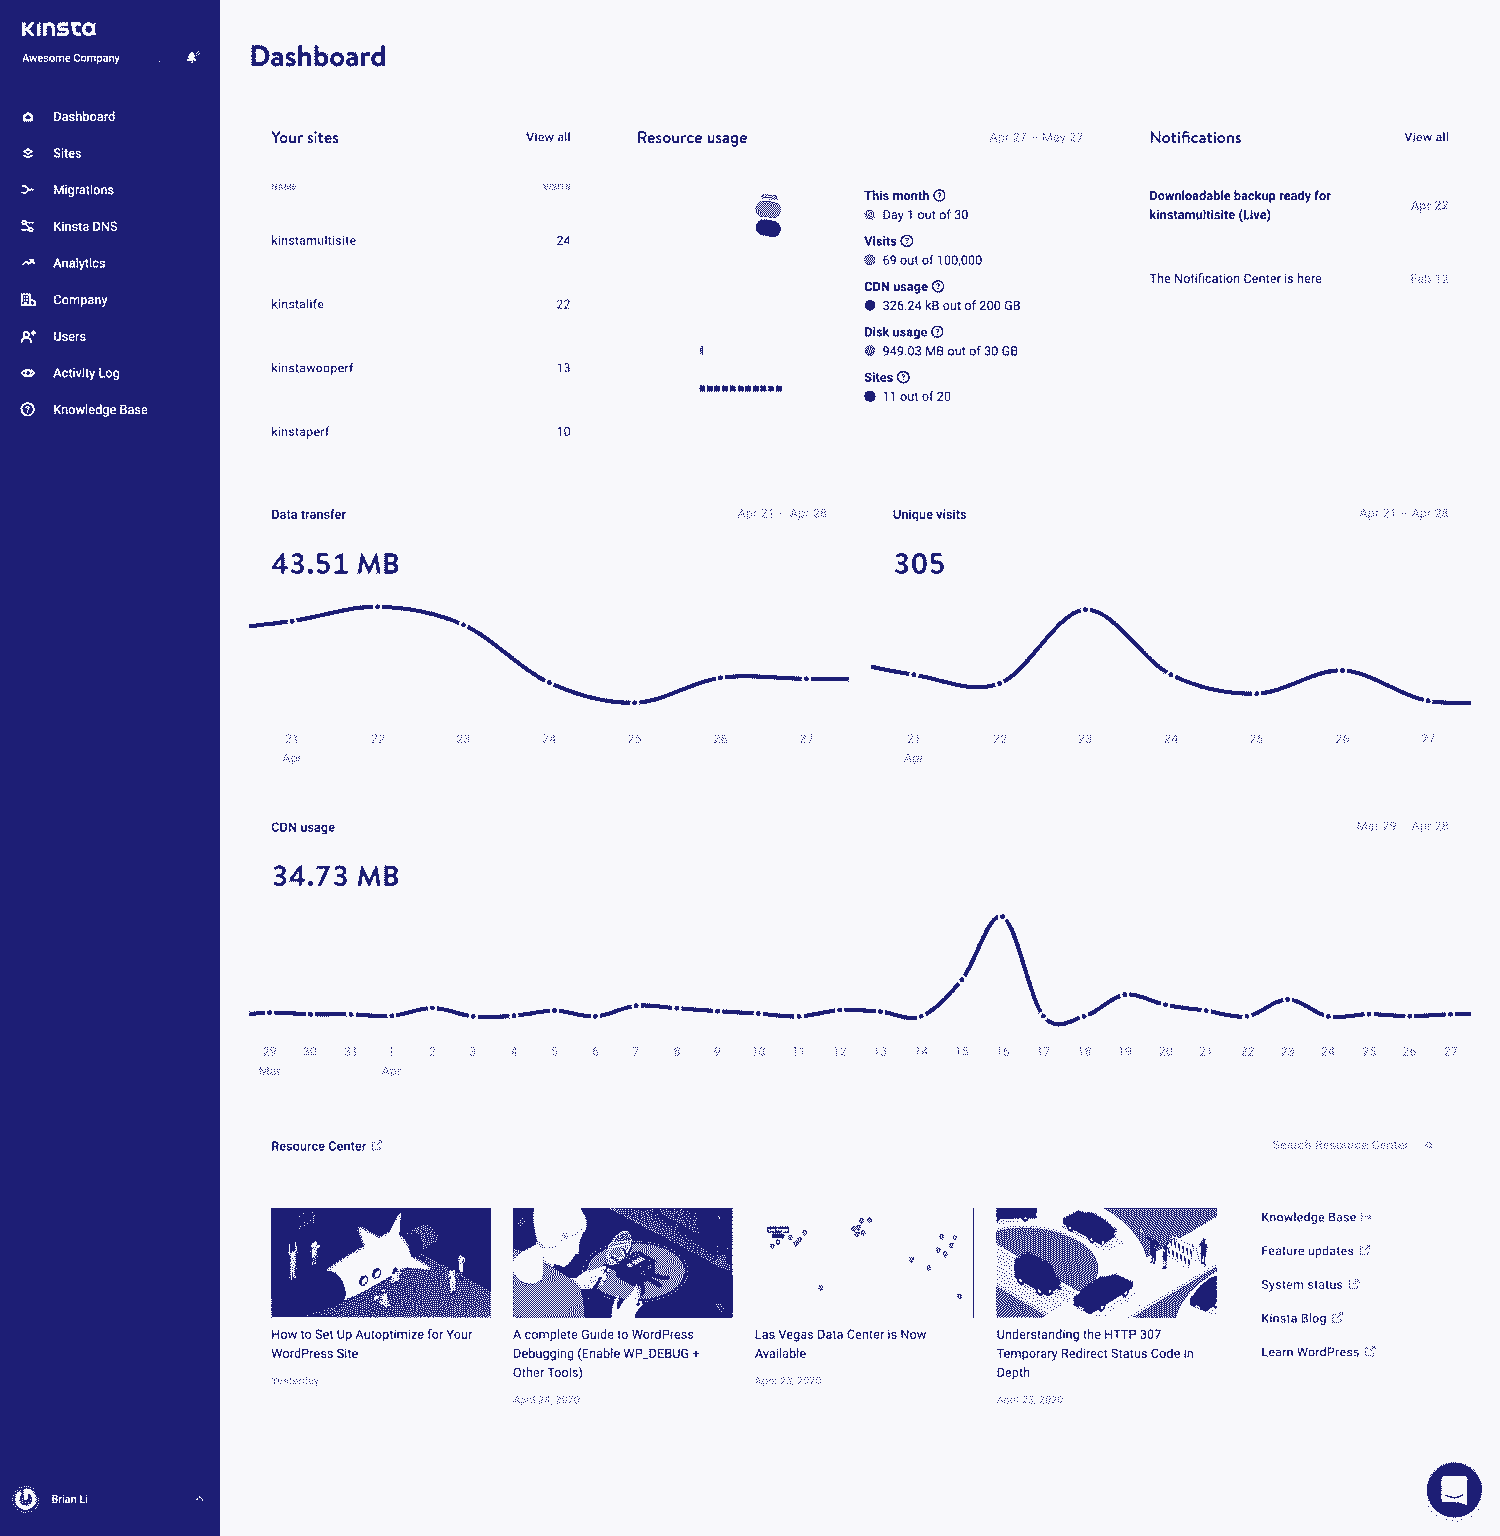 Kinsta
Awesome Company
Dashboard
Sites
Migrations
Kinsta DNS
Analytics
Company
Users
Activity Log
Knowledge Base
Brian Li
Dashboard
Your sites
View all
NAME
VISITS
kinstamultisite
24
kinstalife
22
kinstawooperf
13
kinstaperf
10
Resource usage
Apr 27 - May 27
This month
Day 1 out of 30
Visits
69 out of 100,000
CDN usage
326.24 kB out of 200 GB
Disk usage
949.03 MB out of 30 GB
Sites
11 out of 20
Notifications
View all
Downloadable backup ready for
kinstamultisite (Live)
Apr 22
The Notification Center is here
Feb 12
Data transfer
Apr 21 - Apr 28
43.51 MB
21 22 23 24 25 26 27
Apr
Unique visits
Apr 21 - Apr 28
305
21 22 23 24 25 26 27
Apr
CDN usage
Mar 29 - Apr 28
34.73 MB
29 30 31 1 2 3 4 5 6 7 8 9 10 11 12 13 14 15 16 17 18 19 20 21 22 23 24 25 26 27
Mar Apr
Resource Center
Search Resource Center
How to Set Up Autoptimize for Your
WordPress Site
Yesterday
A complete Guide to WordPress
Debugging (Enable WP_DEBUG +
Other Tools)
April 24, 2020
Las Vegas Data Center is Now
Available
April 23, 2020
Understanding the HTTP 307
Temporary Redirect Status Code in
Depth
April 23, 2020
Knowledge Base
Feature updates
System status
Kinsta Blog
Learn WordPress